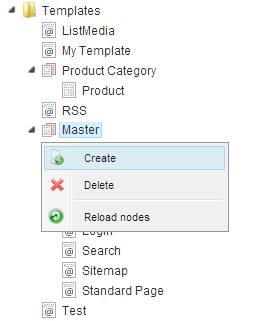 Templates
ListMedia
My Template
Product Category
Product
RSS
Master
Create
Delete
Reload nodes
Login
Search
Sitemap
Standard Page
Test